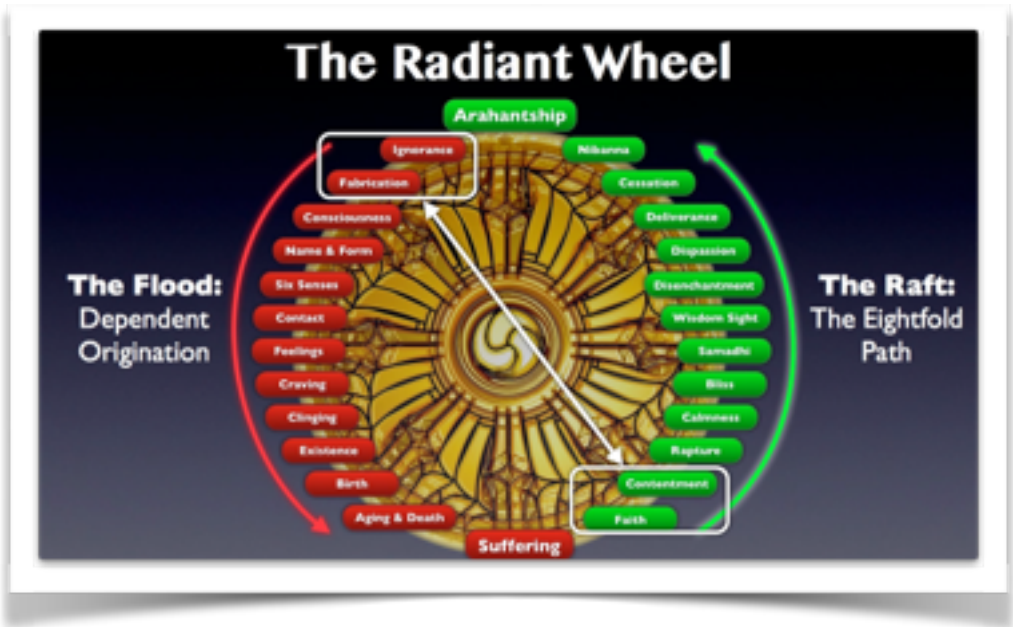 The Radiant Wheel
Arahantship
Ignorance
Fabrication
Consciousness
Name & Form
Six Senses
Contact
Feelings
Craving
Clinging
Existence
Birth
Aging & Death
Suffering
Nibanna
Cessation
Deliverance
Dispassion
Disenchantment
Wisdom Sight
Samadhi
Bliss
Calmness
Rapture
Contentment
Faith
The Flood:
Dependent
Origination
The Raft:
The Eightfold
Path